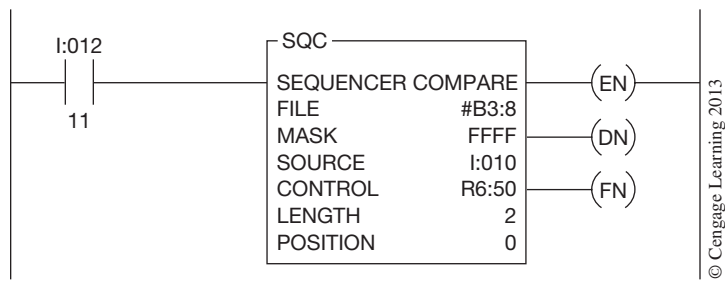 I:012
11
SQC
SEQUENCER COMPARE
FILE #B3:8
MASK FFFF
SOURCE I:010
CONTROL R6:50
LENGTH 2
POSITION 0
EN
DN
FN
© Cengage Learning 2013